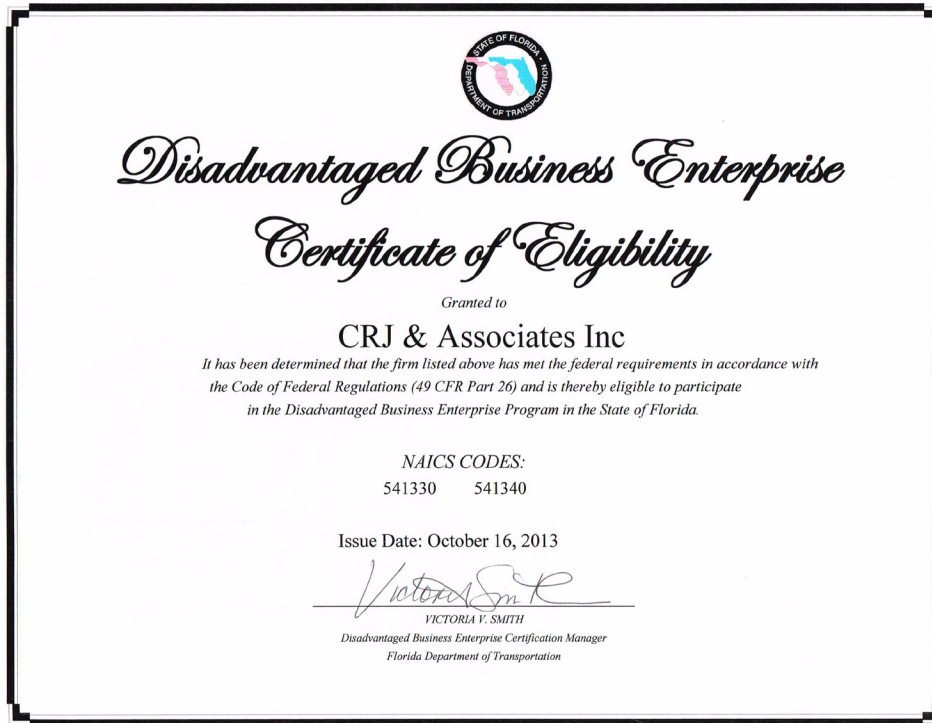 STATE OF FLORIDA • DEPARTMENT OF TRANSPORTATION
Disadvantaged Business Enterprise
Certificate of Eligibility
Granted to
CRJ & Associates Inc
It has been determined that the firm listed above has met the federal requirements in accordance with
the Code of Federal Regulations (49 CFR Part 26) and is thereby eligible to participate
in the Disadvantaged Business Enterprise Program in the State of Florida.
NAICS CODES:
541330 541340
Issue Date: October 16, 2013
VICTORIA V. SMITH
Disadvantaged Business Enterprise Certification Manager
Florida Department of Transportation